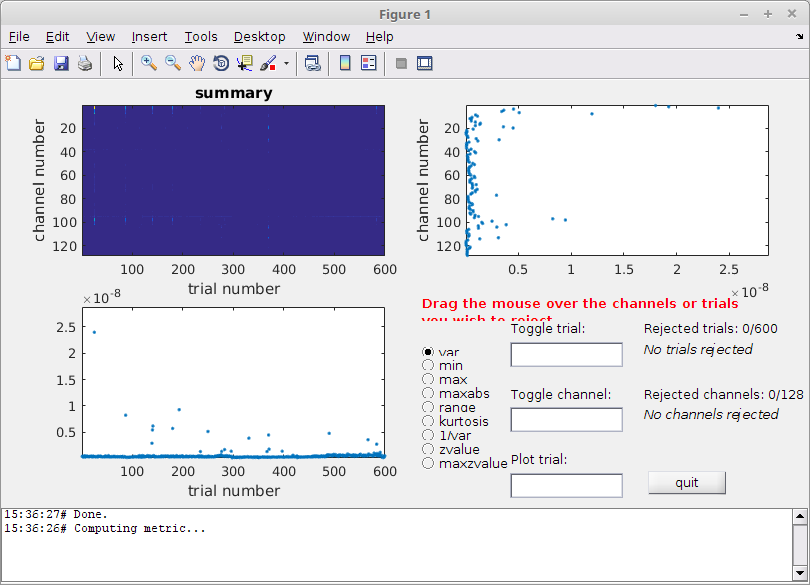 Figure 1
File Edit View Insert Tools Desktop Window Help
summary
channel number
20
40
60
80
100
120
100 200 300 400 500 600
trial number
channel number
20
40
60
80
100
120
0.5 1 1.5 2 2.5
×10⁻⁸
×10⁻⁸
2.5
2
1.5
1
0.5
100 200 300 400 500 600
trial number
Drag the mouse over the channels or trials
you wish to reject
var
min
max
maxabs
range
kurtosis
1/var
zvalue
maxzvalue
Toggle trial:
Rejected trials: 0/600
No trials rejected
Toggle channel:
Rejected channels: 0/128
No channels rejected
Plot trial:
quit
15:36:27# Done.
15:36:26# Computing metric...